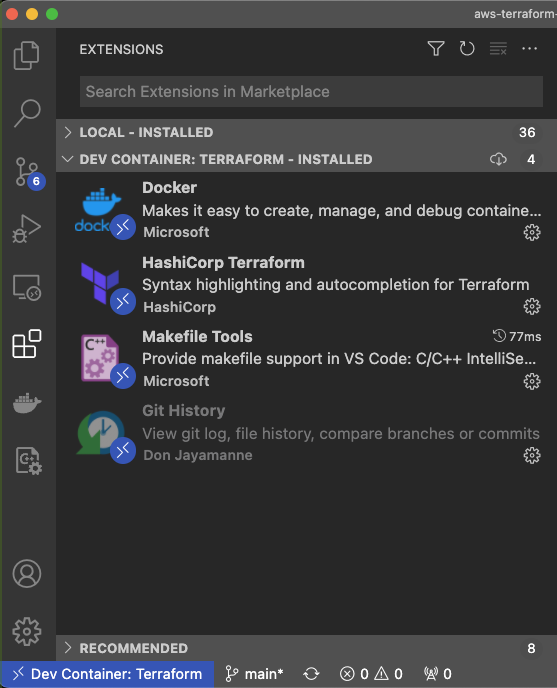 aws-terraform-
EXTENSIONS
Search Extensions in Marketplace
LOCAL - INSTALLED 36
DEV CONTAINER: TERRAFORM - INSTALLED 4
6
Docker
Makes it easy to create, manage, and debug containe...
docke
Microsoft
HashiCorp Terraform
Syntax highlighting and autocompletion for Terraform
HashiCorp
C++
Makefile Tools 77ms
Provide makefile support in VS Code: C/C++ IntelliSe...
Microsoft
Git History
View git log, file history, compare branches or commits
Don Jayamanne
C++
RECOMMENDED 8
Dev Container: Terraform main* 0 0 0